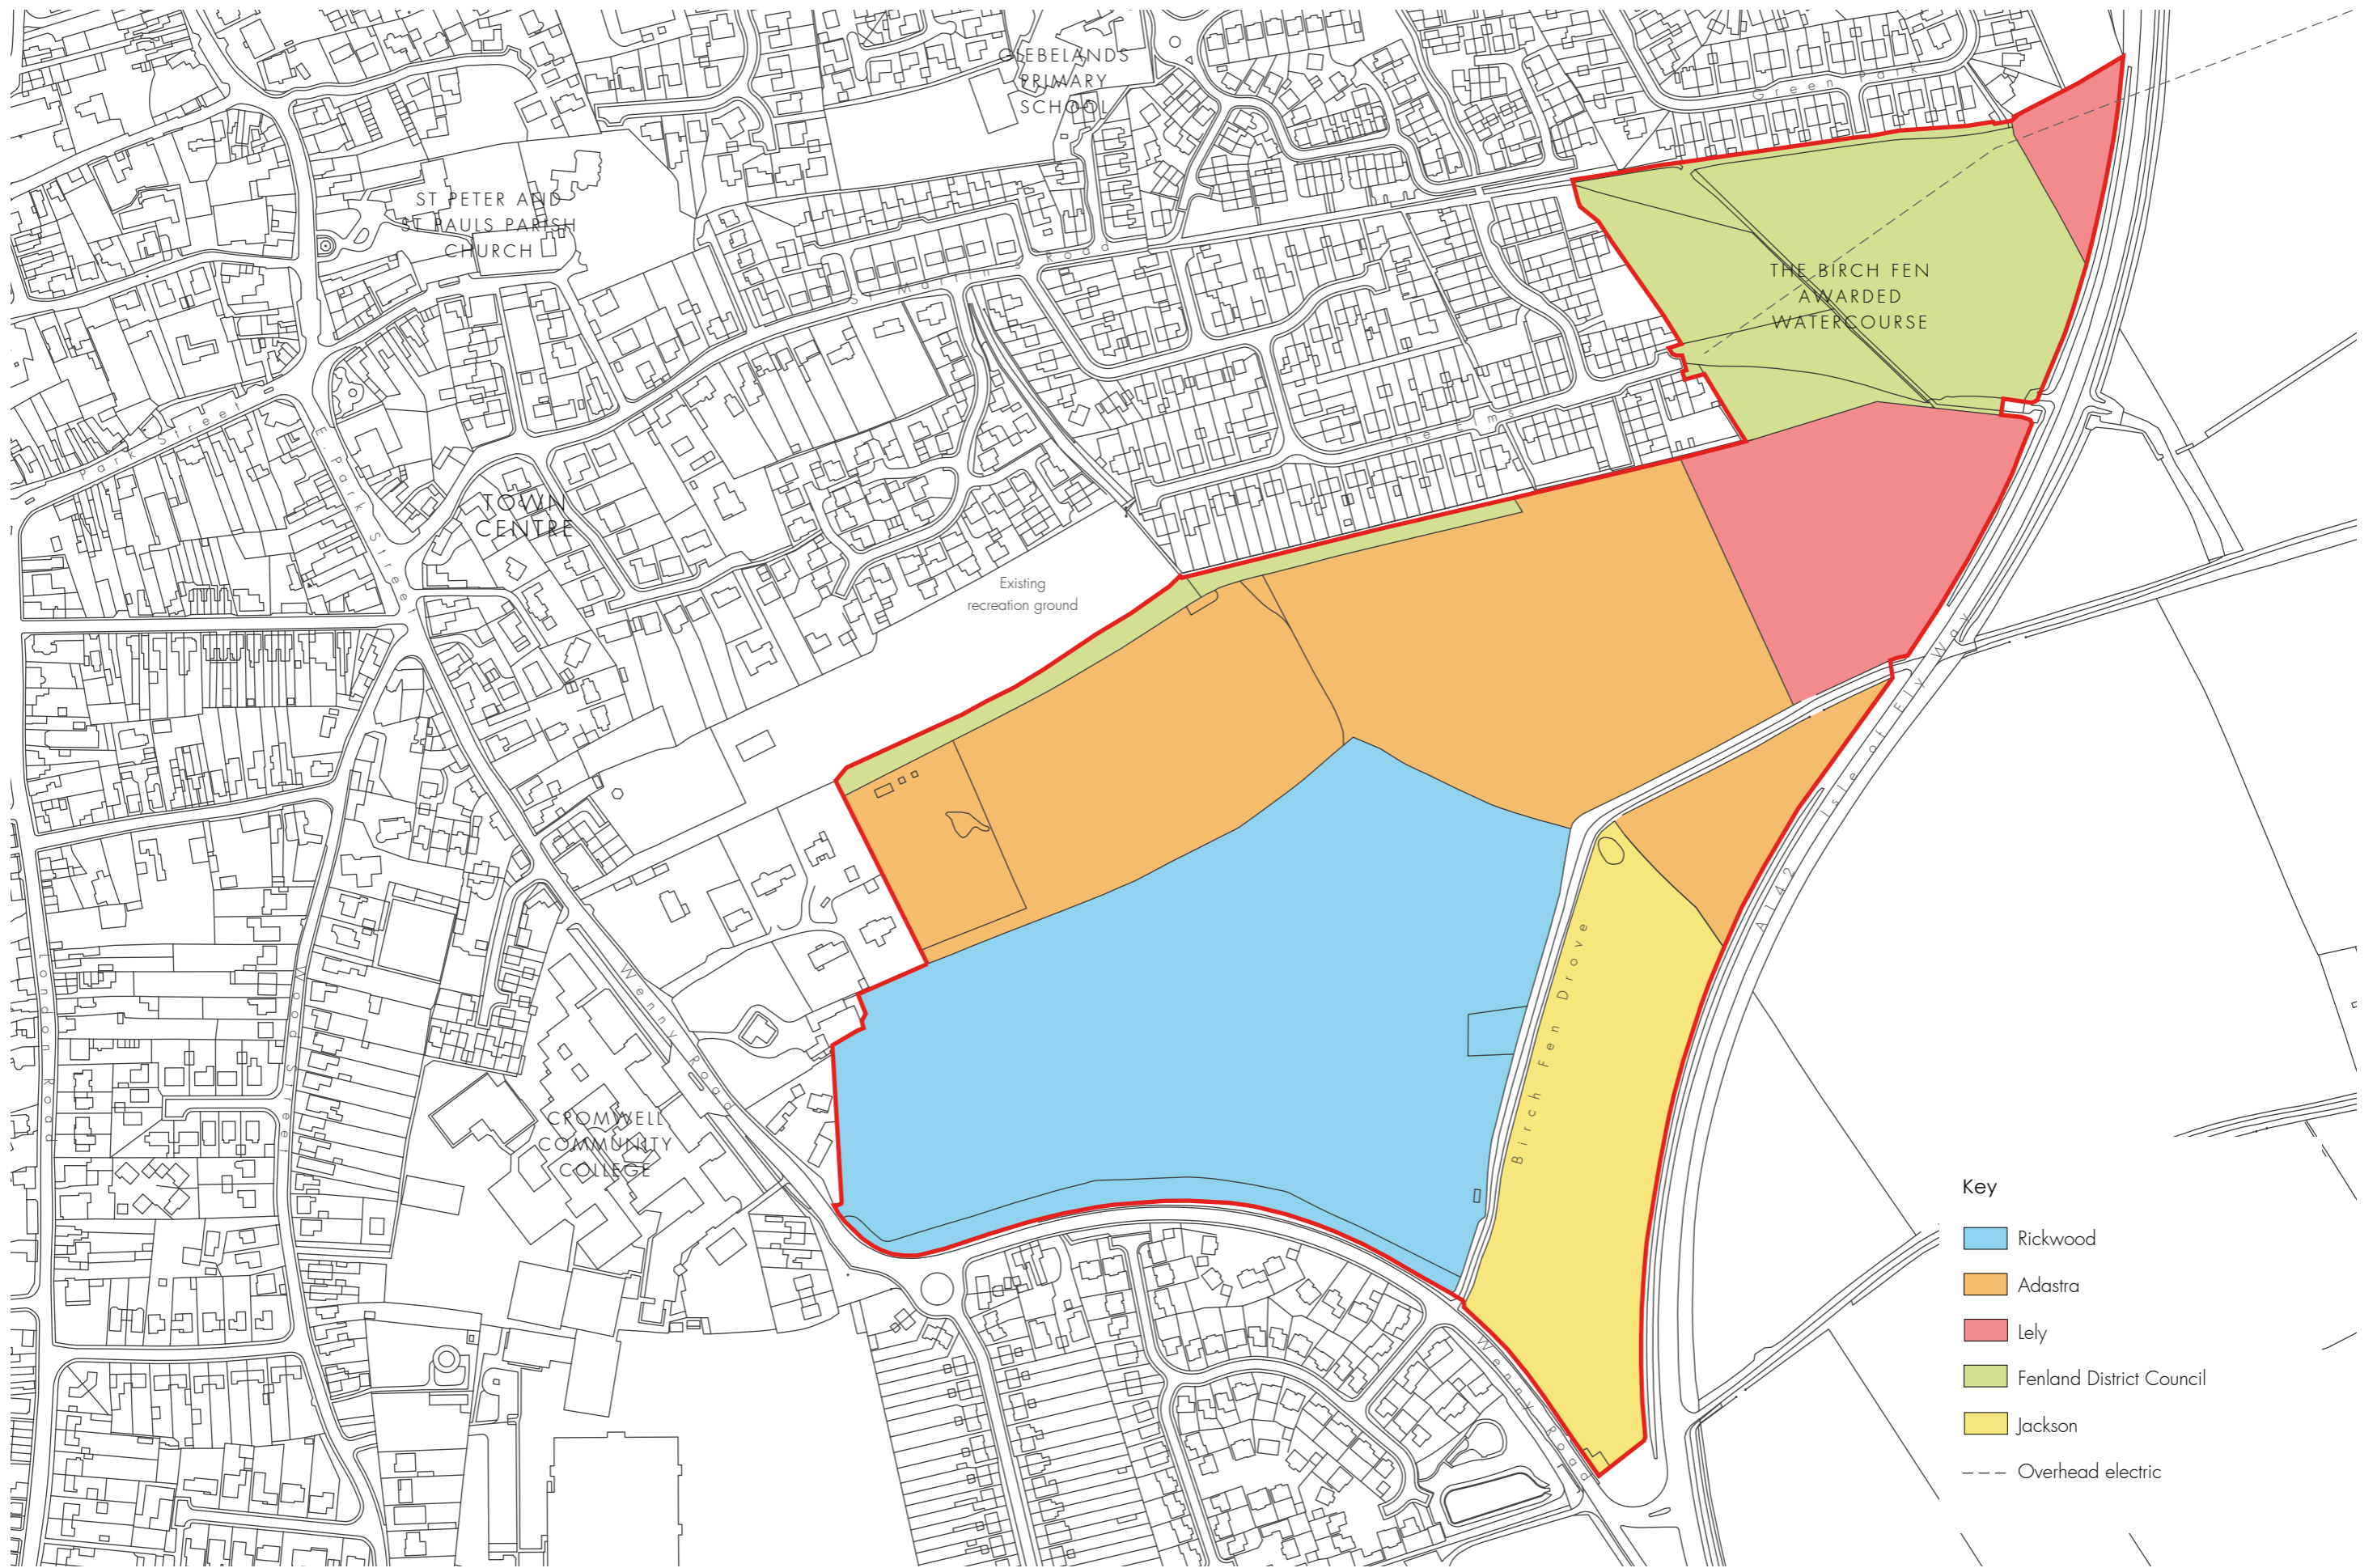 GLEBELANDS
PRIMARY
SCHOOL
Green Park
ST PETER AND
ST PAULS PARISH
CHURCH
St Martins Road
THE BIRCH FEN
AWARDED
WATERCOURSE
Park Street
E. Park Street
The Elms
TOWN
CENTRE
Existing
recreation ground
A142 Isle of Ely Way
Birch Fen Drove
London Road
Wood Street
Wenny Road
CROMWELL
COMMUNITY
COLLEGE
Wenny Road
Key
Rickwood
Adastra
Lely
Fenland District Council
Jackson
Overhead electric